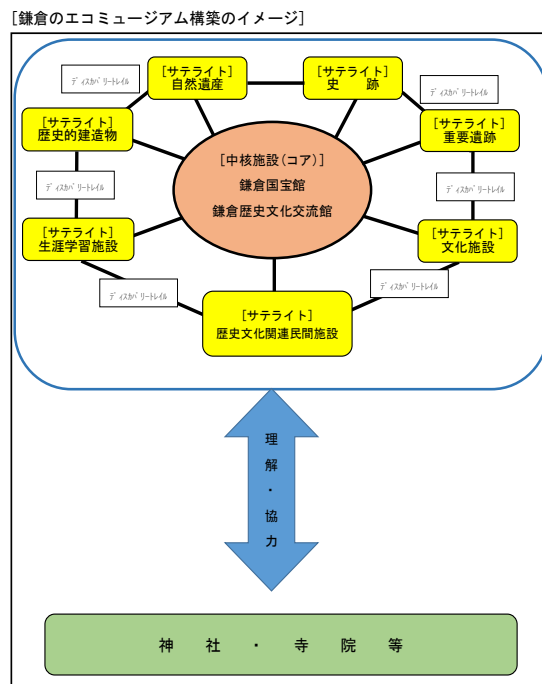 [鎌倉のエコミュージアム構築のイメージ]
ﾃﾞｨｽｶﾊﾞﾘｰﾄﾚｲﾙ
[サテライト]
自然遺産
[サテライト]
史　跡
ﾃﾞｨｽｶﾊﾞﾘｰﾄﾚｲﾙ
[サテライト]
歴史的建造物
[サテライト]
重要遺跡
[中核施設(コア)]
鎌倉国宝館
鎌倉歴史文化交流館
ﾃﾞｨｽｶﾊﾞﾘｰﾄﾚｲﾙ
ﾃﾞｨｽｶﾊﾞﾘｰﾄﾚｲﾙ
[サテライト]
生涯学習施設
[サテライト]
文化施設
ﾃﾞｨｽｶﾊﾞﾘｰﾄﾚｲﾙ
ﾃﾞｨｽｶﾊﾞﾘｰﾄﾚｲﾙ
[サテライト]
歴史文化関連民間施設
理解・協力
神　社　・　寺　院　等